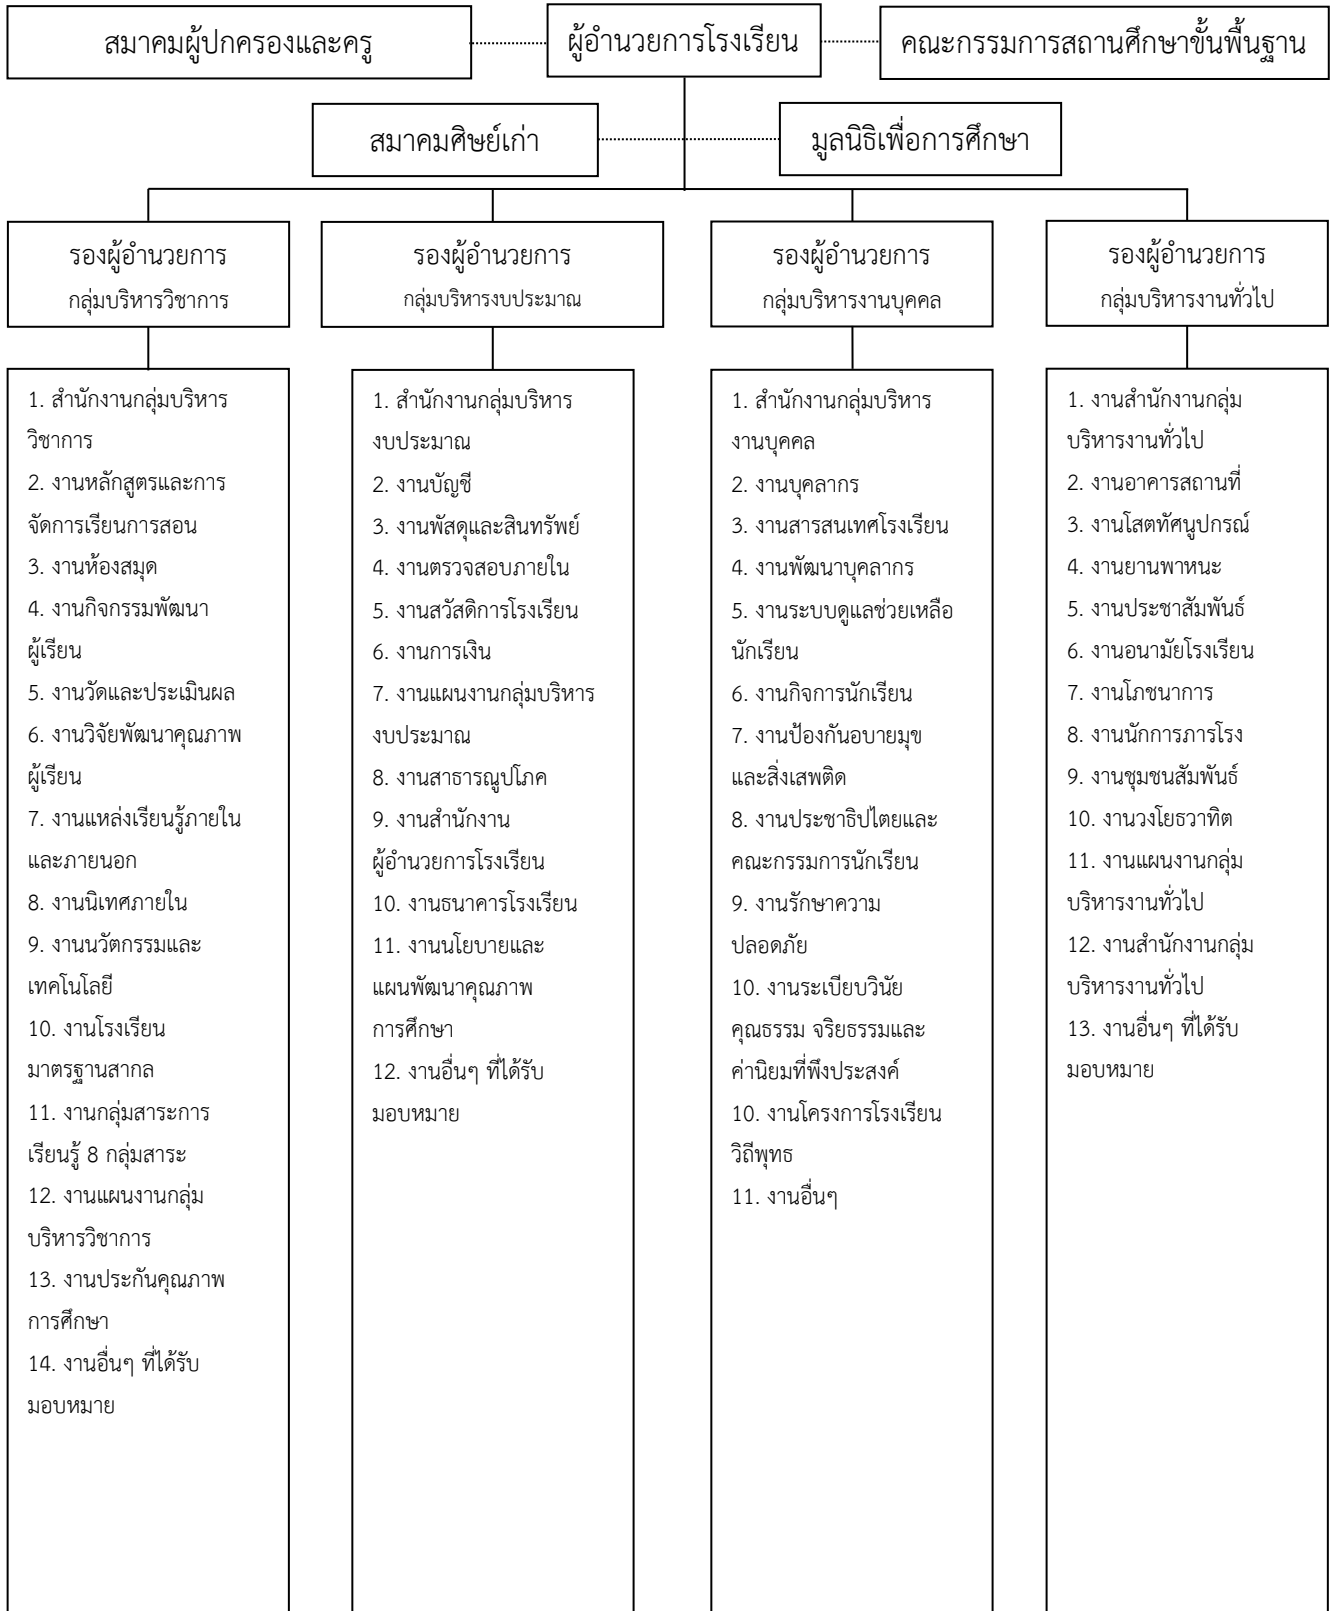 สมาคมผู้ปกครองและครู
ผู้อำนวยการโรงเรียน
คณะกรรมการสถานศึกษาขั้นพื้นฐาน
สมาคมศิษย์เก่า
มูลนิธิเพื่อการศึกษา
รองผู้อำนวยการ
กลุ่มบริหารวิชาการ
รองผู้อำนวยการ
กลุ่มบริหารงบประมาณ
รองผู้อำนวยการ
กลุ่มบริหารงานบุคคล
รองผู้อำนวยการ
กลุ่มบริหารงานทั่วไป
1. สำนักงานกลุ่มบริหาร
วิชาการ
2. งานหลักสูตรและการ
จัดการเรียนการสอน
3. งานห้องสมุด
4. งานกิจกรรมพัฒนา
ผู้เรียน
5. งานวัดและประเมินผล
6. งานวิจัยพัฒนาคุณภาพ
ผู้เรียน
7. งานแหล่งเรียนรู้ภายใน
และภายนอก
8. งานนิเทศภายใน
9. งานนวัตกรรมและ
เทคโนโลยี
10. งานโรงเรียน
มาตรฐานสากล
11. งานกลุ่มสาระการ
เรียนรู้ 8 กลุ่มสาระ
12. งานแผนงานกลุ่ม
บริหารวิชาการ
13. งานประกันคุณภาพ
การศึกษา
14. งานอื่นๆ ที่ได้รับ
มอบหมาย
1. สำนักงานกลุ่มบริหาร
งบประมาณ
2. งานบัญชี
3. งานพัสดุและสินทรัพย์
4. งานตรวจสอบภายใน
5. งานสวัสดิการโรงเรียน
6. งานการเงิน
7. งานแผนงานกลุ่มบริหาร
งบประมาณ
8. งานสาธารณูปโภค
9. งานสำนักงาน
ผู้อำนวยการโรงเรียน
10. งานธนาคารโรงเรียน
11. งานนโยบายและ
แผนพัฒนาคุณภาพ
การศึกษา
12. งานอื่นๆ ที่ได้รับ
มอบหมาย
1. สำนักงานกลุ่มบริหาร
งานบุคคล
2. งานบุคลากร
3. งานสารสนเทศโรงเรียน
4. งานพัฒนาบุคลากร
5. งานระบบดูแลช่วยเหลือ
นักเรียน
6. งานกิจการนักเรียน
7. งานป้องกันอบายมุข
และสิ่งเสพติด
8. งานประชาธิปไตยและ
คณะกรรมการนักเรียน
9. งานรักษาความ
ปลอดภัย
10. งานระเบียบวินัย
คุณธรรม จริยธรรมและ
ค่านิยมที่พึงประสงค์
10. งานโครงการโรงเรียน
วิถีพุทธ
11. งานอื่นๆ
1. งานสำนักงานกลุ่ม
บริหารงานทั่วไป
2. งานอาคารสถานที่
3. งานโสตทัศนูปกรณ์
4. งานยานพาหนะ
5. งานประชาสัมพันธ์
6. งานอนามัยโรงเรียน
7. งานโภชนาการ
8. งานนักการภารโรง
9. งานชุมชนสัมพันธ์
10. งานวงโยธวาทิต
11. งานแผนงานกลุ่ม
บริหารงานทั่วไป
12. งานสำนักงานกลุ่ม
บริหารงานทั่วไป
13. งานอื่นๆ ที่ได้รับ
มอบหมาย